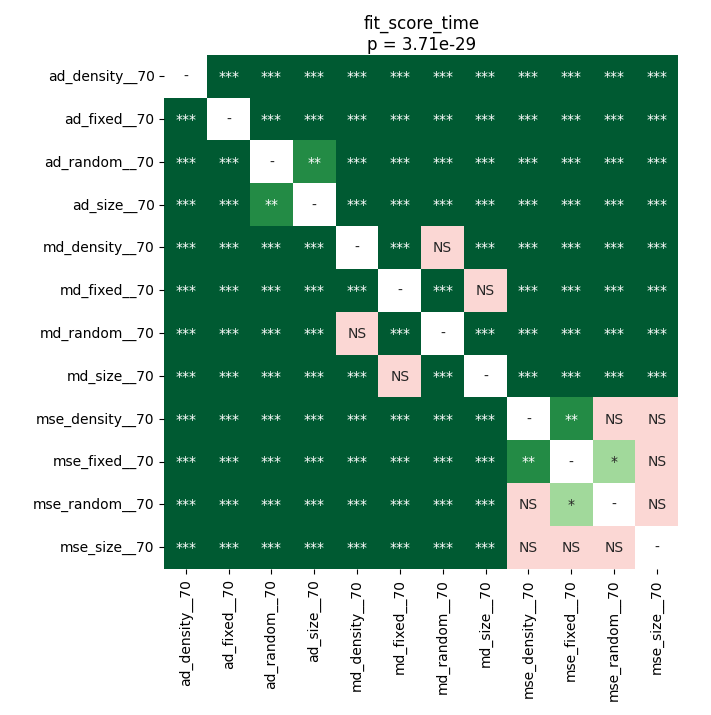 fit_score_time
p = 3.71e-29
ad_density__70 - *** *** *** *** *** *** *** *** *** *** ***
ad_fixed__70 *** - *** *** *** *** *** *** *** *** *** ***
ad_random__70 *** *** - ** *** *** *** *** *** *** *** ***
ad_size__70 *** *** ** - *** *** *** *** *** *** *** ***
md_density__70 *** *** *** *** - *** NS *** *** *** *** ***
md_fixed__70 *** *** *** *** *** - *** NS *** *** *** ***
md_random__70 *** *** *** *** NS *** - *** *** *** *** ***
md_size__70 *** *** *** *** *** NS *** - *** *** *** ***
mse_density__70 *** *** *** *** *** *** *** *** - ** NS NS
mse_fixed__70 *** *** *** *** *** *** *** *** ** - * NS
mse_random__70 *** *** *** *** *** *** *** *** NS * - NS
mse_size__70 *** *** *** *** *** *** *** *** NS NS NS -
ad_density__70
ad_fixed__70
ad_random__70
ad_size__70
md_density__70
md_fixed__70
md_random__70
md_size__70
mse_density__70
mse_fixed__70
mse_random__70
mse_size__70